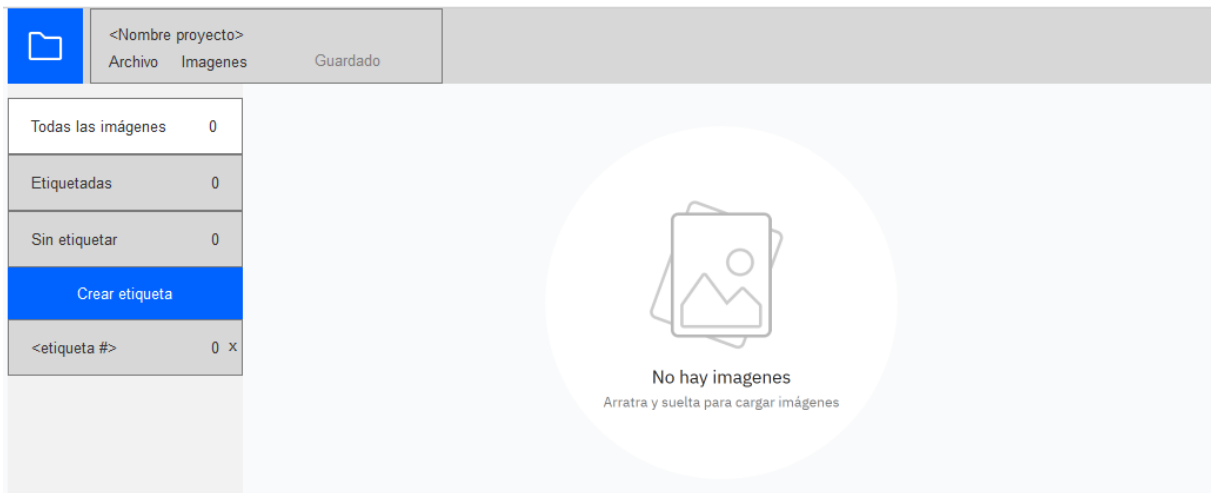 <Nombre proyecto>
Archivo Imagenes Guardado
Todas las imágenes 0
Etiquetadas 0
Sin etiquetar 0
Crear etiqueta
<etiqueta #> 0 x
No hay imagenes
Arratra y suelta para cargar imágenes